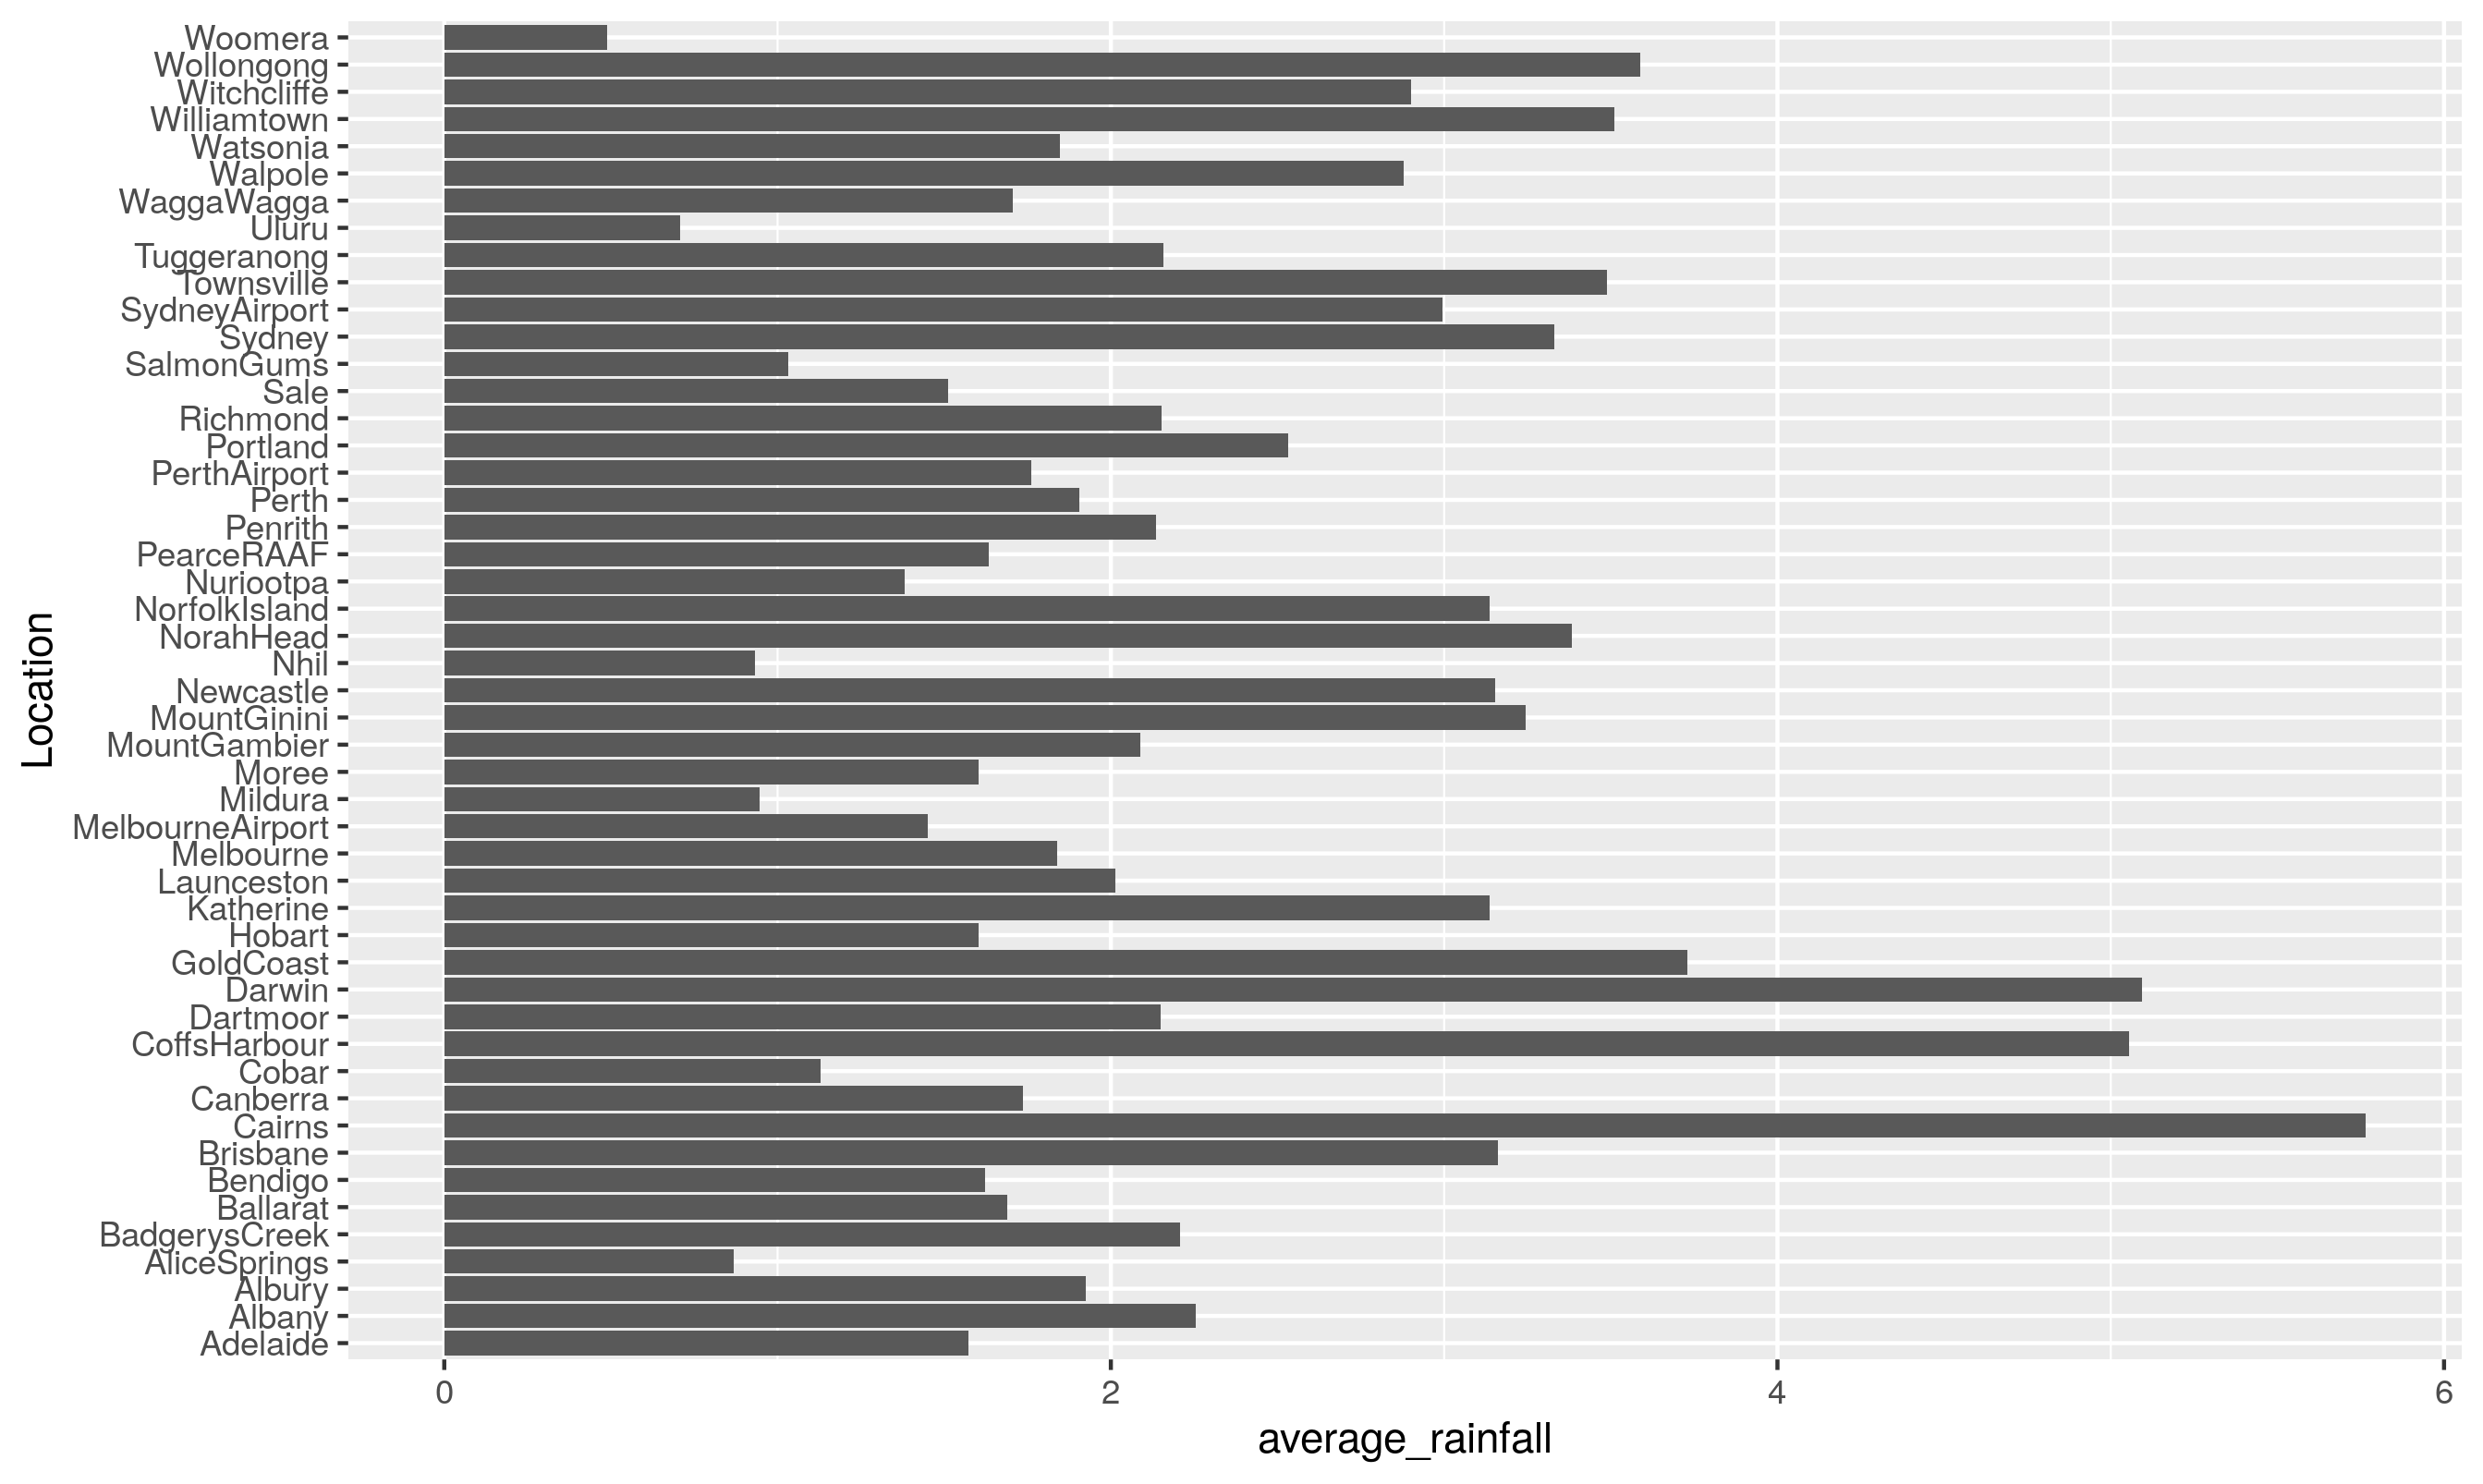 Woomera
Wollongong
Witchcliffe
Williamtown
Watsonia
Walpole
WaggaWagga
Uluru
Tuggeranong
Townsville
SydneyAirport
Sydney
SalmonGums
Sale
Richmond
Portland
PerthAirport
Perth
Penrith
PearceRAAF
Nuriootpa
NorfolkIsland
NorahHead
Nhil
Newcastle
MountGinini
MountGambier
Moree
Mildura
MelbourneAirport
Melbourne
Launceston
Katherine
Hobart
GoldCoast
Darwin
Dartmoor
CoffsHarbour
Cobar
Canberra
Cairns
Brisbane
Bendigo
Ballarat
BadgerysCreek
AliceSprings
Albury
Albany
Adelaide
Location
0 2 4 6
average_rainfall